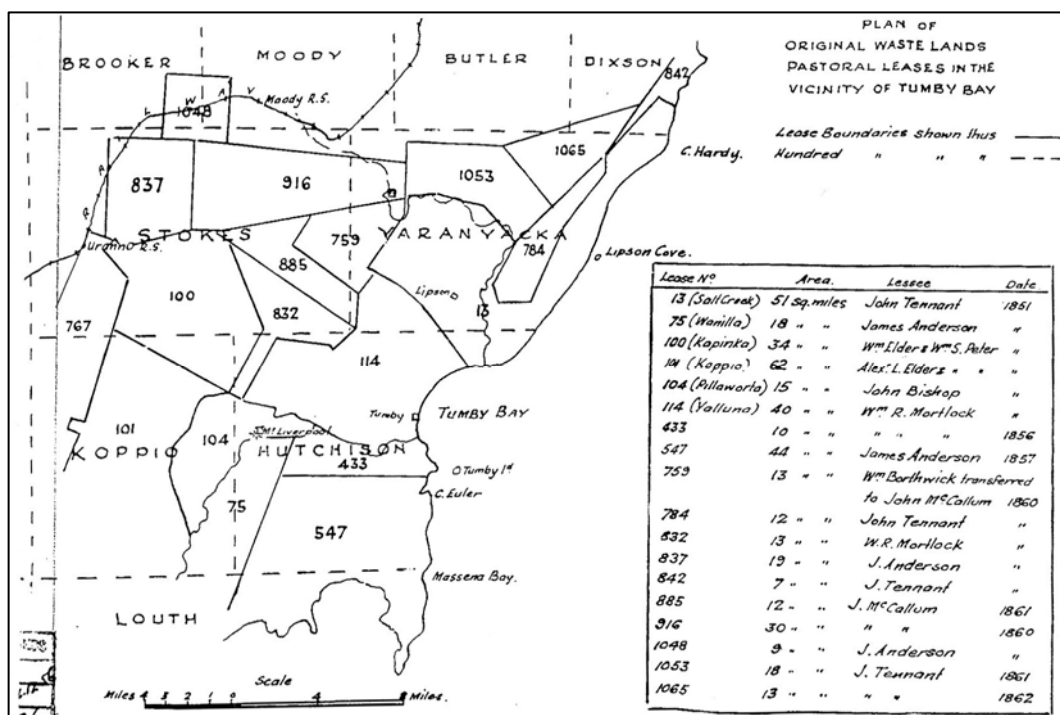 PLAN OF
ORIGINAL WASTE LANDS
PASTORAL LEASES IN THE
VICINITY OF TUMBY BAY
Lease Boundaries shown thus
Hundred " " "
BROOKER
MOODY
BUTLER
DIXSON
842
RALWAY
1048
Moody R.S.
1065
C. Hardy.
837
916
1053
STOKES
759
YARANYACKA
784
Uranno R.S.
885
Lipson Cove.
100
832
Lipson
13
767
114
Tumby
TUMBY BAY
101
104
Mt Liverpool
KOPPIO
HUTCHISON
433
O Tumby Id
C. Euler
75
547
Massena Bay.
LOUTH
Scale
Miles 4 3 2 1 0 4 8 Miles.
Lease No Area. Lessee Date
13 (Salt Creek) 51 sq. miles John Tennant 1851
75 (Wanilla) 18 " " James Anderson "
100 (Kapinka) 34 " " Wm Elders Wm S. Peter "
101 (Koppio) 62 " " Alexr L. Elders " " "
104 (Pillaworta) 15 " " John Bishop "
114 (Yalluna) 40 " " Wm R. Mortlock "
433 10 " " " " " 1856
547 44 " " James Anderson 1857
759 13 " " Wm Borthwick transferred
to John McCallum 1860
784 12 " " John Tennant "
832 13 " " W.R. Mortlock "
837 19 " " J. Anderson "
842 7 " " J. Tennant "
885 12 " " J. McCallum 1861
916 30 " " " " 1860
1048 9 " " J. Anderson "
1053 18 " " J. Tennant 1861
1065 13 " " " " 1862